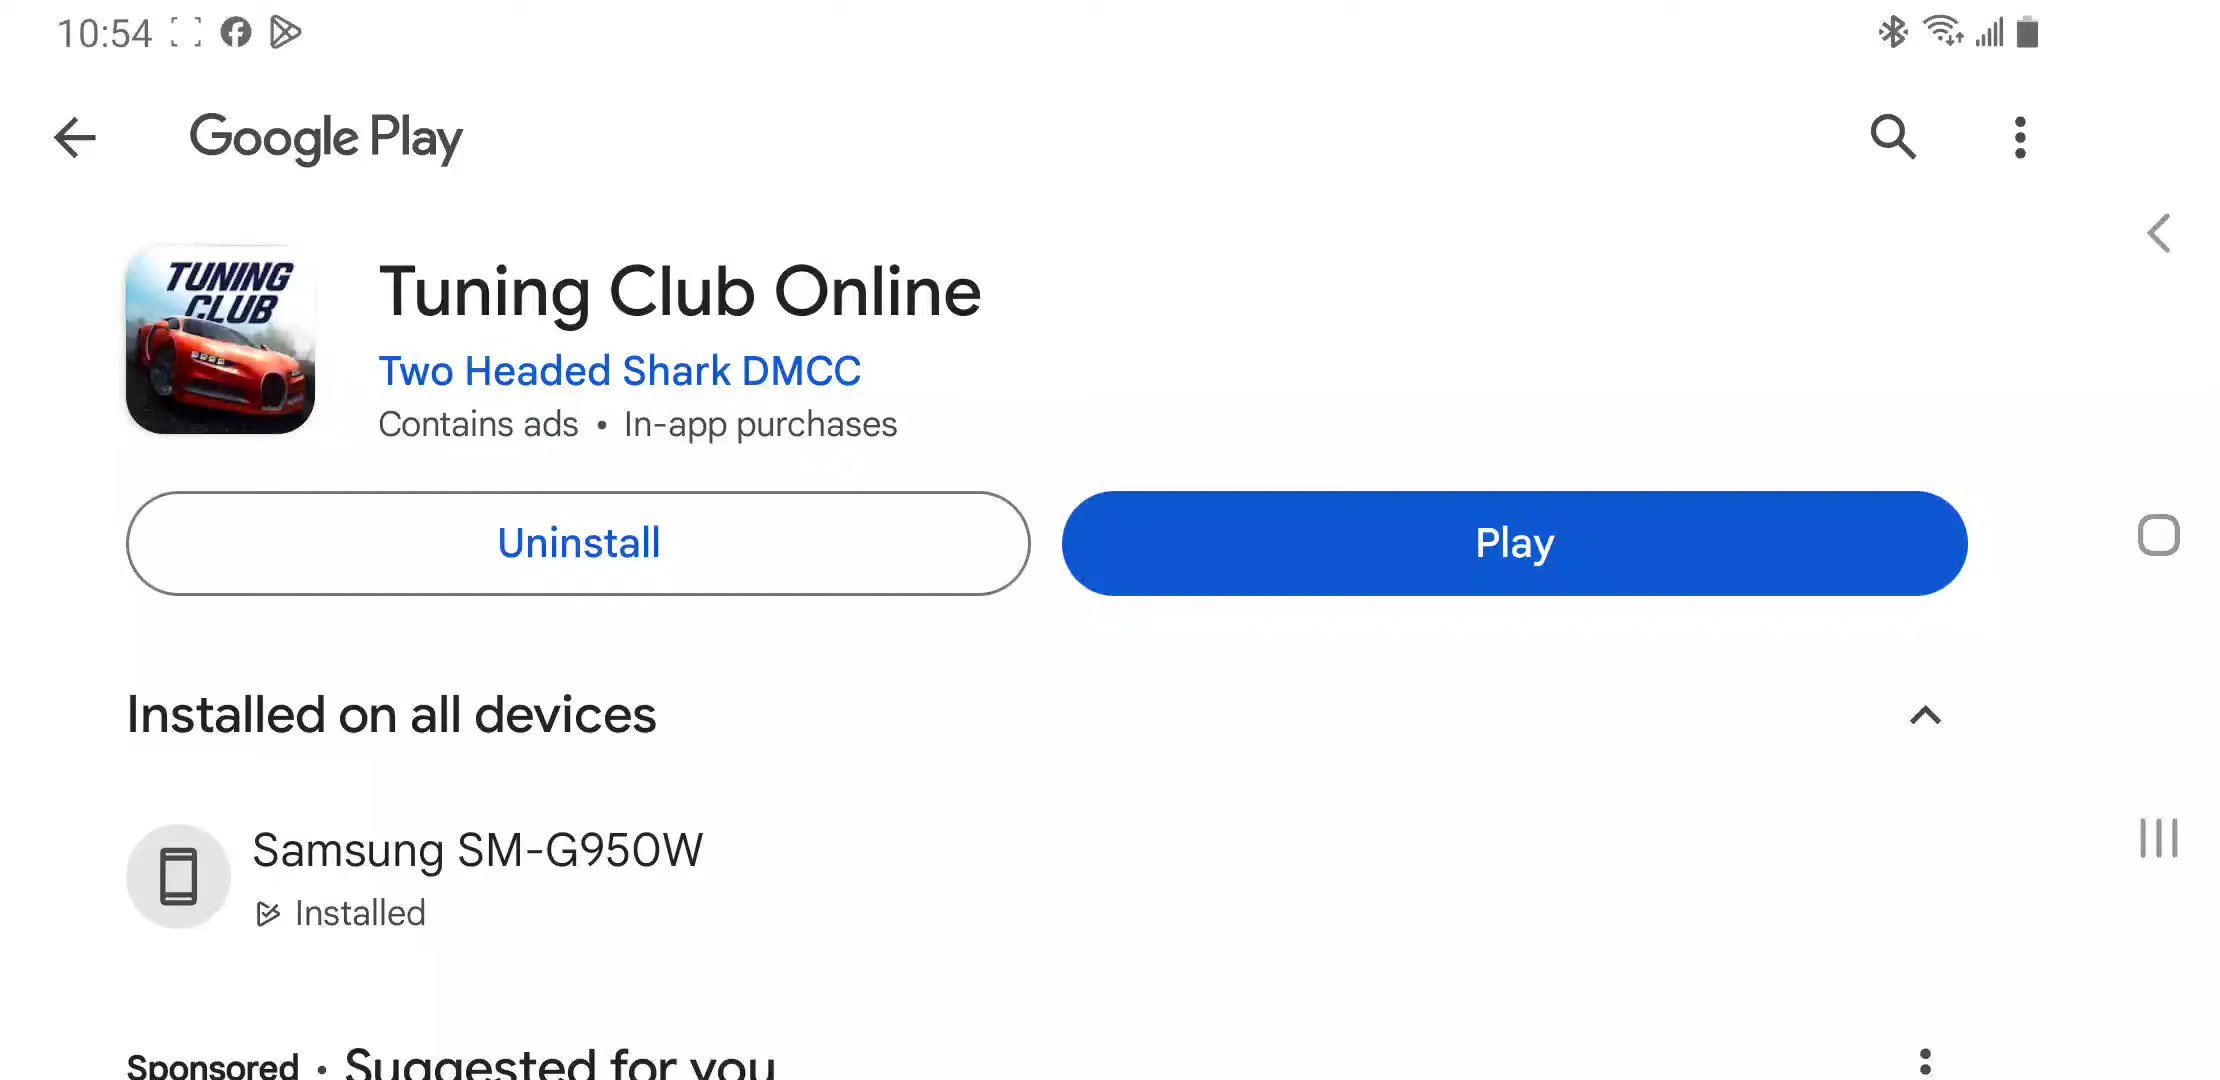 10:54
Google Play
TUNING
CLUB
Tuning Club Online
Two Headed Shark DMCC
Contains ads • In-app purchases
Uninstall
Play
Installed on all devices
Samsung SM-G950W
Installed
Sponsored • Suggested for you